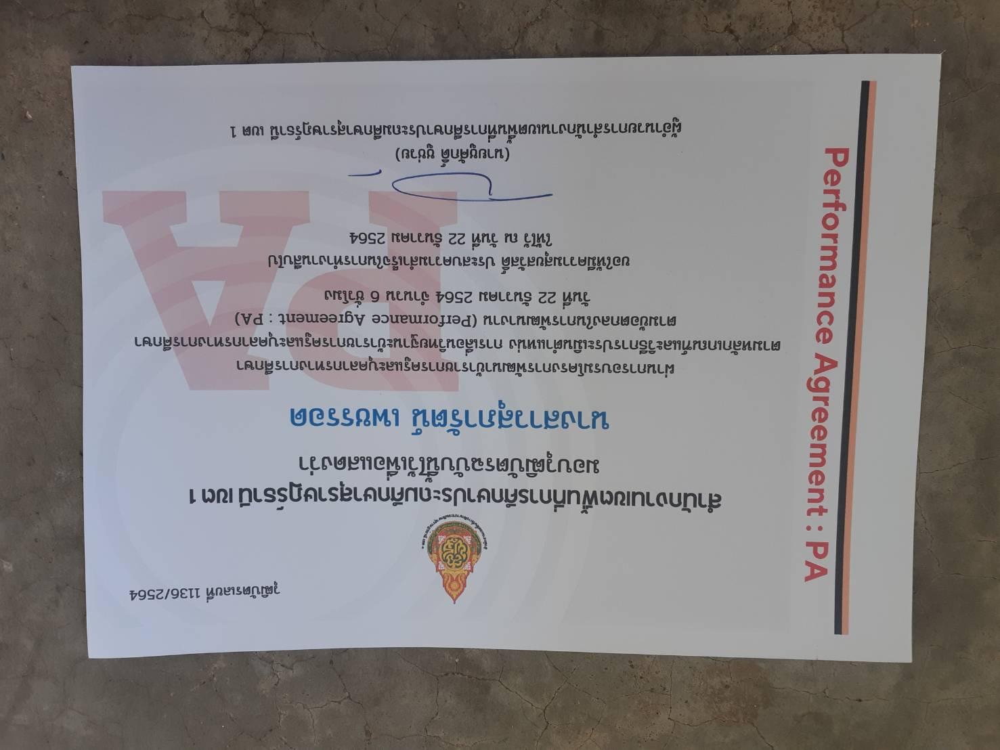 วุฒิบัตรเลขที่ 1136/2564
สำนักงานเขตพื้นที่การศึกษาประถมศึกษาสุราษฎร์ธานี เขต 1
มอบวุฒิบัตรฉบับนี้ไว้เพื่อแสดงว่า
นางสาวสุภารัตน์ เพชรรอด
ผ่านการอบรมโครงการพัฒนาข้าราชการครูและบุคลากรทางการศึกษา
ตามหลักเกณฑ์และวิธีการประเมินตำแหน่ง การเลื่อนวิทยฐานะข้าราชการครูและบุคลากรทางการศึกษา
ตามข้อตกลงในการพัฒนางาน (Performance Agreement : PA)
วันที่ 22 ธันวาคม 2564 จำนวน 6 ชั่วโมง
ขอให้มีความสุขสวัสดิ์ ประสบความสำเร็จในการทำงานสืบไป
ให้ไว้ ณ วันที่ 22 ธันวาคม 2564
(นายชูศักดิ์ ชูช่วย)
ผู้อำนวยการสำนักงานเขตพื้นที่การศึกษาประถมศึกษาสุราษฎร์ธานี เขต 1
Performance Agreement : PA
PA